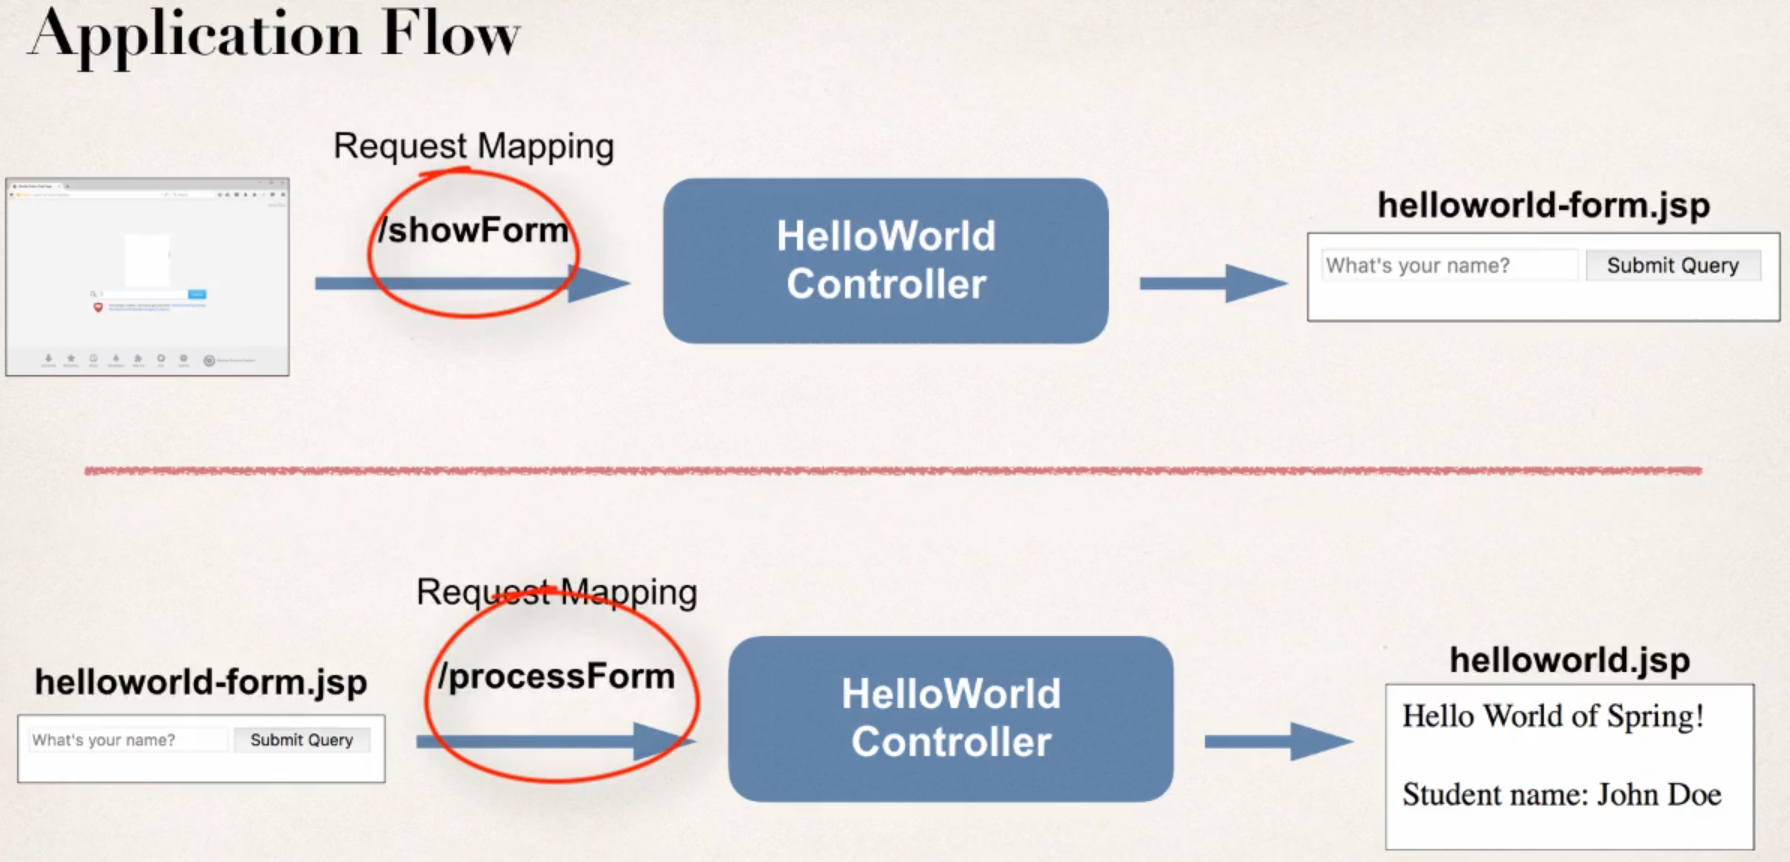 Application Flow
Request Mapping
/showForm
HelloWorld
Controller
helloworld-form.jsp
What's your name?
Submit Query
Request Mapping
/processForm
helloworld-form.jsp
What's your name?
Submit Query
HelloWorld
Controller
helloworld.jsp
Hello World of Spring!
Student name: John Doe